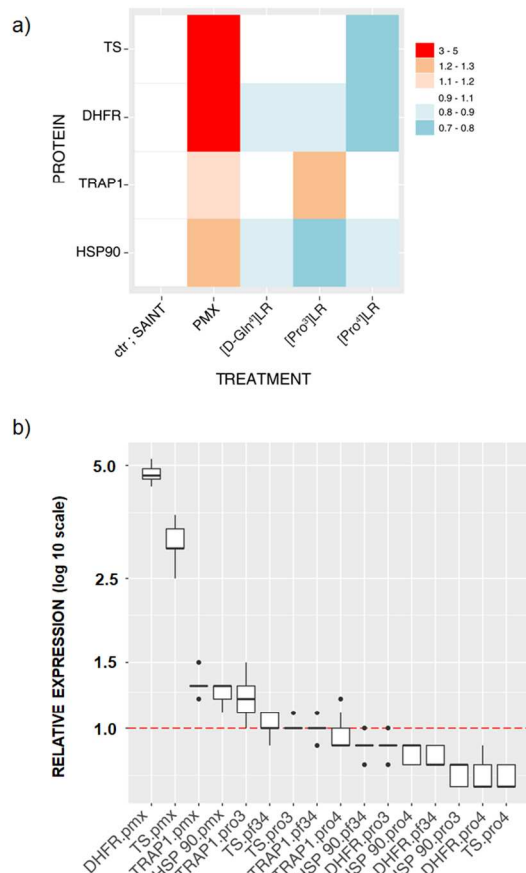 a)
TS
DHFR
TRAP1
HSP90
PROTEIN
3 - 5
1.2 - 1.3
1.1 - 1.2
0.9 - 1.1
0.8 - 0.9
0.7 - 0.8
ctr ; SAINT
PMX
[D-Gln⁴]LR
[Pro³]LR
[Pro⁴]LR
TREATMENT
b)
RELATIVE EXPRESSION (log 10 scale)
5.0
2.5
1.5
1.0
DHFR.pmx
TS.pmx
TRAP1.pmx
HSP 90.pmx
TRAP1.pro3
TS.pf34
TS.pro3
TRAP1.pf34
TRAP1.pro4
HSP 90.pf34
DHFR.pro3
HSP 90.pro4
DHFR.pf34
HSP 90.pro3
DHFR.pro4
TS.pro4